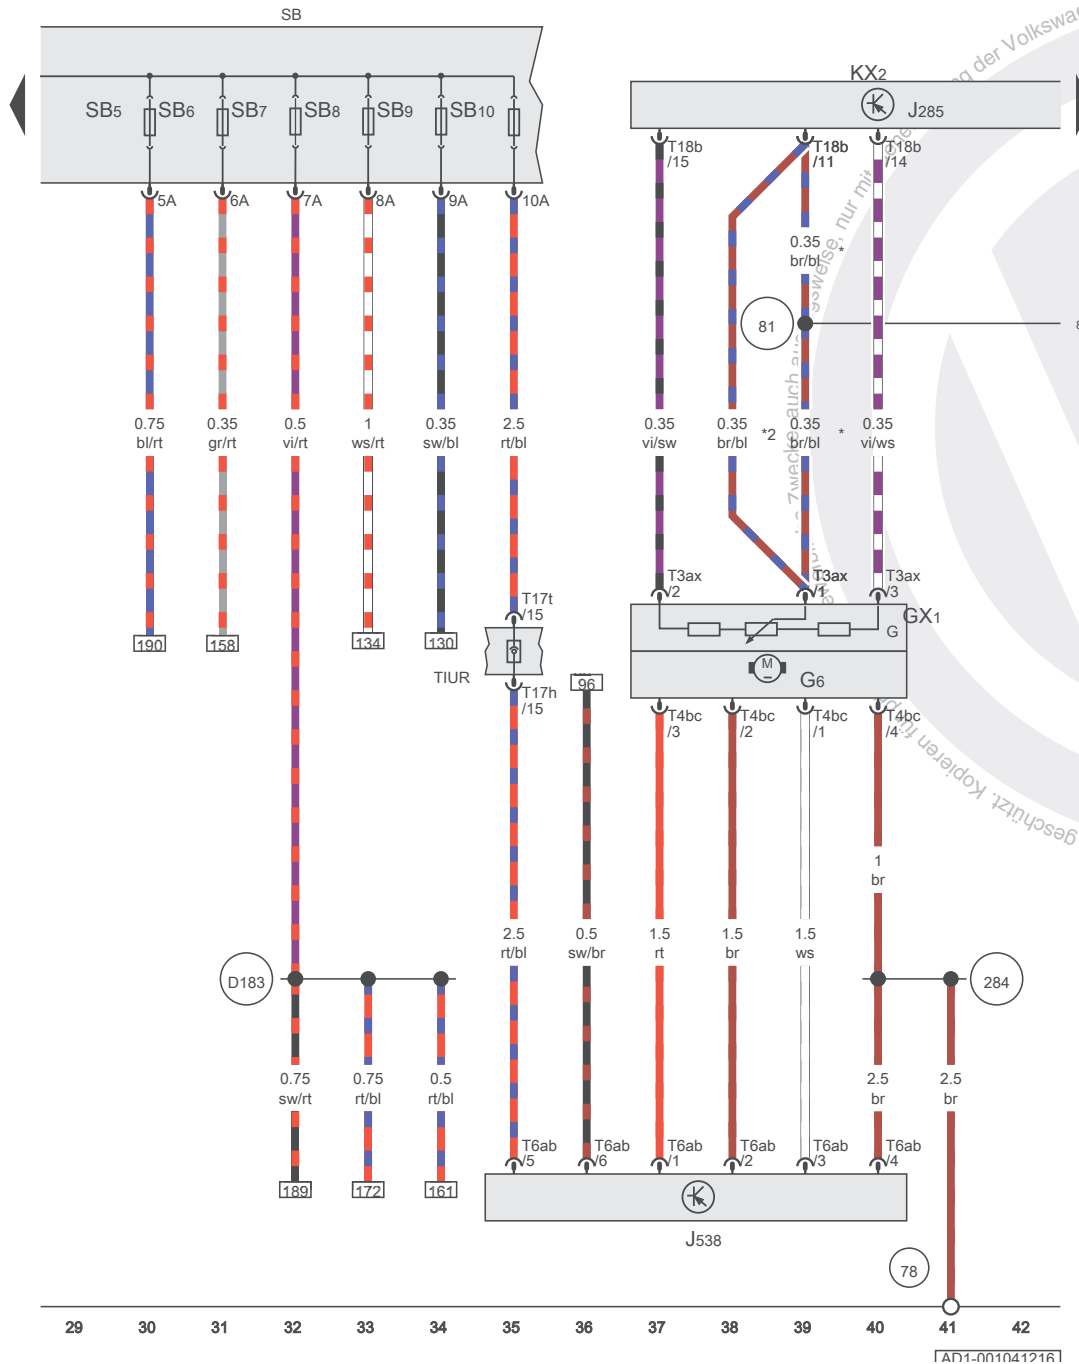 SB
SB5 SB6 SB7 SB8 SB9 SB10
5A 6A 7A 8A 9A 10A
KX2
J285
T18b /15
T18b /11
T18b /14
0.35 br/bl *
81
0.75 bl/rt
0.35 gr/rt
0.5 vi/rt
1 ws/rt
0.35 sw/bl
2.5 rt/bl
0.35 vi/sw
0.35 br/bl *2
0.35 br/bl *
0.35 vi/ws
T3ax /2
T3ax /1
T3ax /3
GX1
G
M
G6
T17t /15
TIUR
T17h /15
190
158
134
130
96
T4bc /3
T4bc /2
T4bc /1
T4bc /4
1 br
2.5 rt/bl
0.5 sw/br
1.5 rt
1.5 br
1.5 ws
D183
284
0.75 sw/rt
0.75 rt/bl
0.5 rt/bl
2.5 br
2.5 br
T6ab /5
T6ab /6
T6ab /1
T6ab /2
T6ab /3
T6ab /4
189
172
161
J538
78
29 30 31 32 33 34 35 36 37 38 39 40 41 42
AD1-001041216
geschützt. Kopieren für
Zwecke, auch
nur mit
der